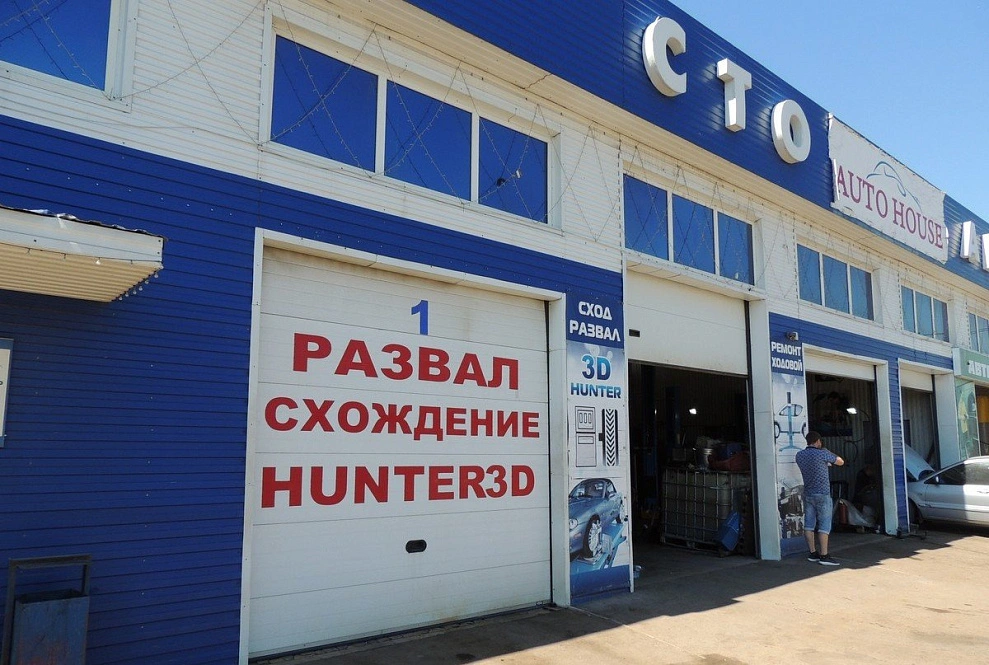 СТО
AUTO HOUSE
1
РАЗВАЛ
СХОЖДЕНИЕ
HUNTER3D
СХОД
РАЗВАЛ
3D
HUNTER
РЕМОНТ
ХОДОВОЙ